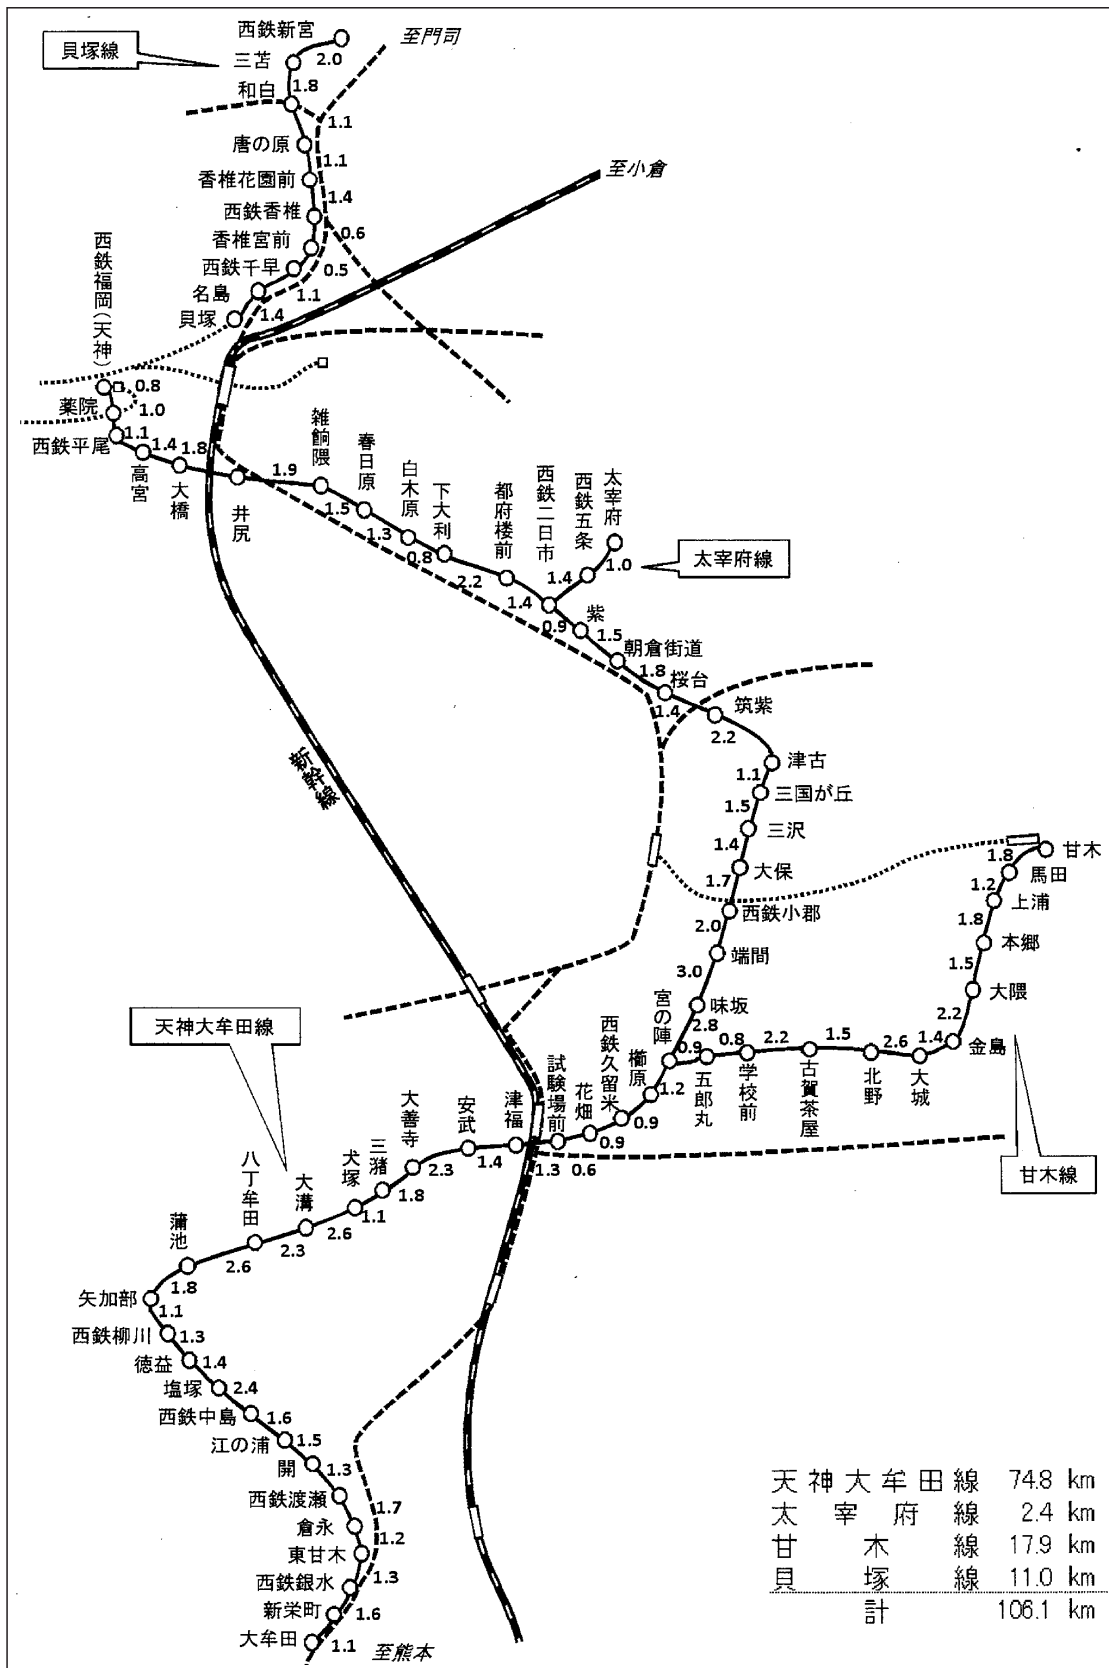 西鉄新宮
至門司
貝塚線
三苫
2.0
1.8
和白
1.1
唐の原
1.1
香椎花園前
1.4
至小倉
西鉄香椎
0.6
香椎宮前
西鉄千早
0.5
1.1
名島
1.4
貝塚
西鉄福岡(天神)
0.8
薬院
1.0
西鉄平尾
1.1
高宮
1.4
大橋
1.8
井尻
1.9
雑餉隈
1.5
春日原
1.3
白木原
0.8
下大利
2.2
都府楼前
1.4
西鉄二日市
1.4
西鉄五条
1.0
太宰府
太宰府線
0.9
紫
1.5
朝倉街道
1.8
桜台
1.4
筑紫
2.2
津古
1.1
三国が丘
1.5
三沢
1.4
大保
1.7
西鉄小郡
2.0
端間
3.0
味坂
2.8
宮の陣
新幹線
甘木
1.8
馬田
1.2
上浦
1.8
本郷
1.5
大隈
2.2
金島
1.4
大城
2.6
北野
1.5
古賀茶屋
2.2
学校前
0.8
五郎丸
0.9
甘木線
1.2
櫛原
0.9
西鉄久留米
0.9
花畑
0.6
試験場前
1.3
津福
1.4
安武
2.3
大善寺
1.8
三潴
1.1
犬塚
2.6
大溝
2.3
八丁牟田
2.6
蒲池
1.8
天神大牟田線
矢加部
1.1
西鉄柳川
1.3
徳益
1.4
塩塚
2.4
西鉄中島
1.6
江の浦
1.5
開
1.3
西鉄渡瀬
1.7
倉永
1.2
東甘木
1.3
西鉄銀水
1.6
新栄町
1.1
大牟田
至熊本
天神大牟田線 74.8 km
太宰府線 2.4 km
甘木線 17.9 km
貝塚線 11.0 km
計 106.1 km